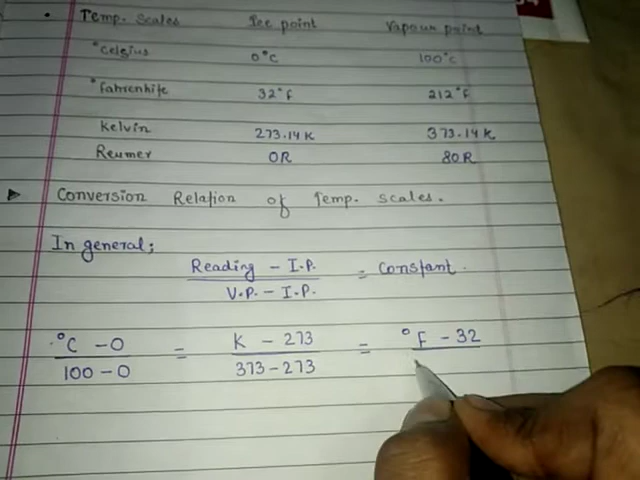 • Temp. scales Ice point Vapour point
°Celsius 0°C 100°C
°Fahrenhite 32°F 212°F
Kelvin 273.14 K 373.14 K
Reumer 0R 80R
► Conversion Relation of Temp. scales.
In general;
Reading - I.P. / V.P. - I.P. = Constant.
°C - 0 / 100 - 0 = K - 273 / 373 - 273 = °F - 32